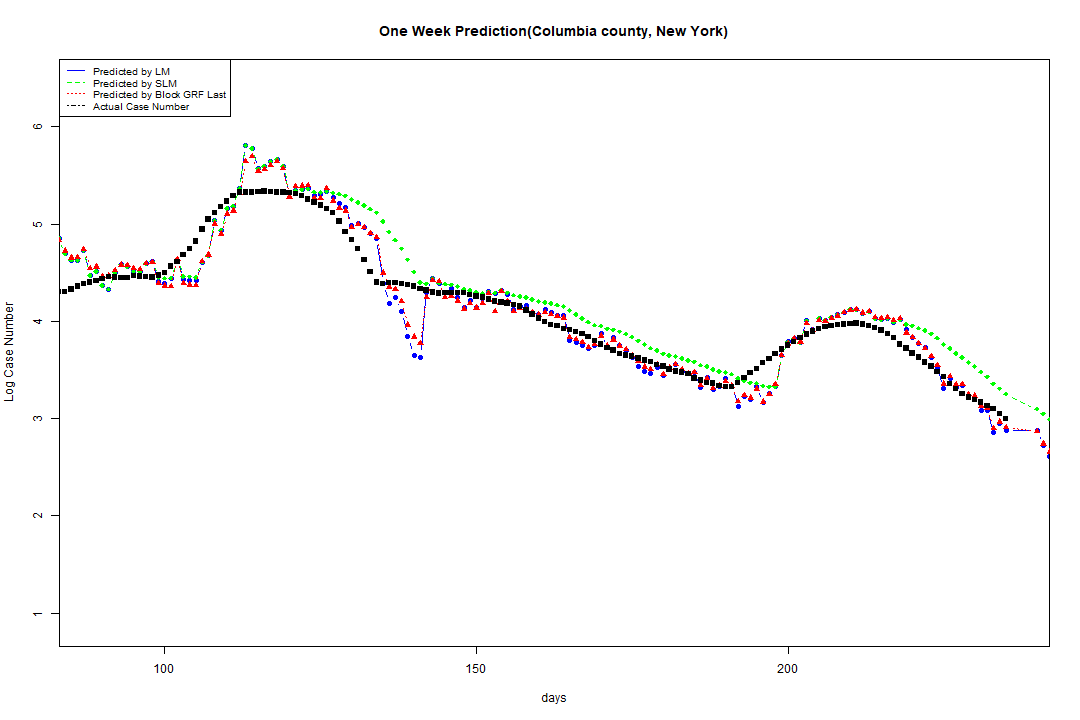 One Week Prediction(Columbia county, New York)
Predicted by LM
Predicted by SLM
Predicted by Block GRF Last
Actual Case Number
6
5
4
3
2
1
Log Case Number
100 150 200
days